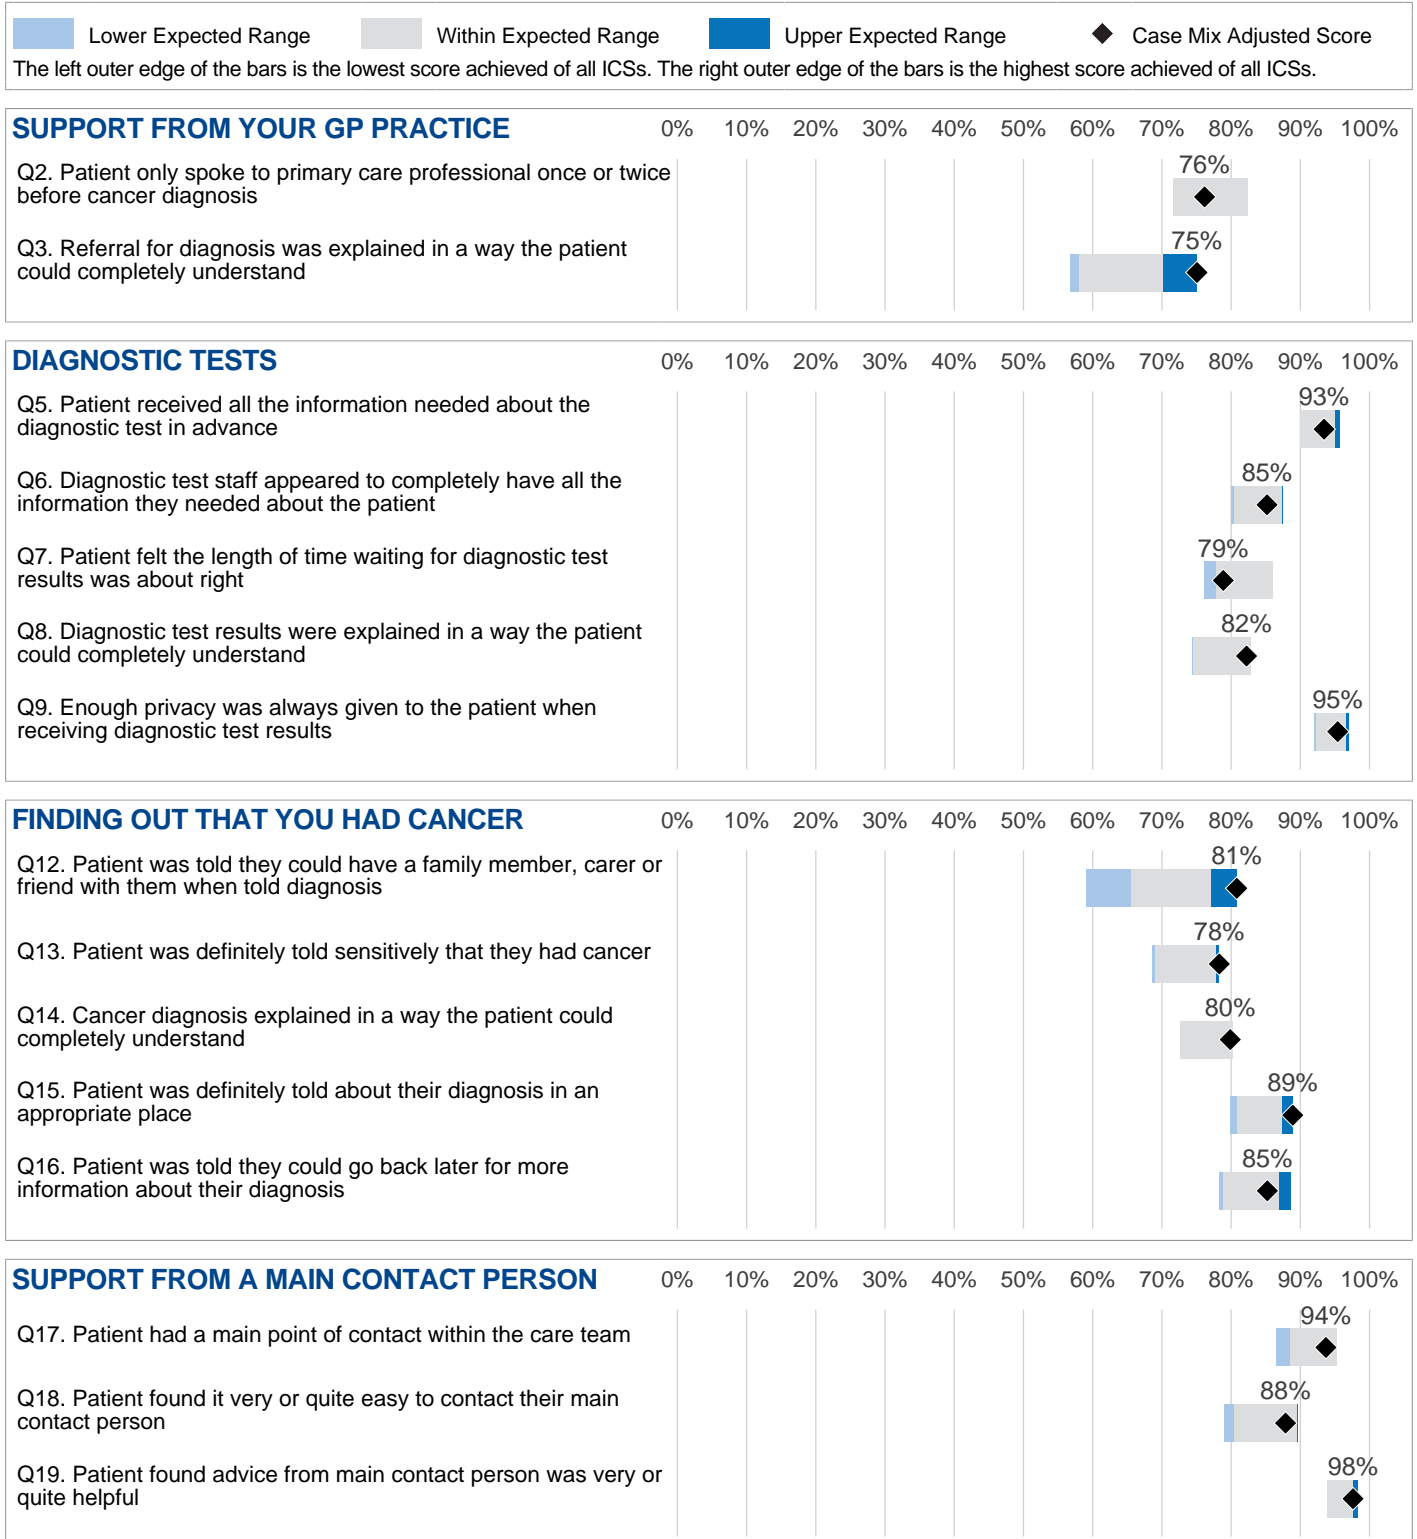 Lower Expected Range Within Expected Range Upper Expected Range Case Mix Adjusted Score
The left outer edge of the bars is the lowest score achieved of all ICSs. The right outer edge of the bars is the highest score achieved of all ICSs.
SUPPORT FROM YOUR GP PRACTICE 0% 10% 20% 30% 40% 50% 60% 70% 80% 90% 100%
Q2. Patient only spoke to primary care professional once or twice
before cancer diagnosis
76%
Q3. Referral for diagnosis was explained in a way the patient
could completely understand
75%
DIAGNOSTIC TESTS 0% 10% 20% 30% 40% 50% 60% 70% 80% 90% 100%
Q5. Patient received all the information needed about the
diagnostic test in advance
93%
Q6. Diagnostic test staff appeared to completely have all the
information they needed about the patient
85%
Q7. Patient felt the length of time waiting for diagnostic test
results was about right
79%
Q8. Diagnostic test results were explained in a way the patient
could completely understand
82%
Q9. Enough privacy was always given to the patient when
receiving diagnostic test results
95%
FINDING OUT THAT YOU HAD CANCER 0% 10% 20% 30% 40% 50% 60% 70% 80% 90% 100%
Q12. Patient was told they could have a family member, carer or
friend with them when told diagnosis
81%
Q13. Patient was definitely told sensitively that they had cancer
78%
Q14. Cancer diagnosis explained in a way the patient could
completely understand
80%
Q15. Patient was definitely told about their diagnosis in an
appropriate place
89%
Q16. Patient was told they could go back later for more
information about their diagnosis
85%
SUPPORT FROM A MAIN CONTACT PERSON 0% 10% 20% 30% 40% 50% 60% 70% 80% 90% 100%
Q17. Patient had a main point of contact within the care team
94%
Q18. Patient found it very or quite easy to contact their main
contact person
88%
Q19. Patient found advice from main contact person was very or
quite helpful
98%